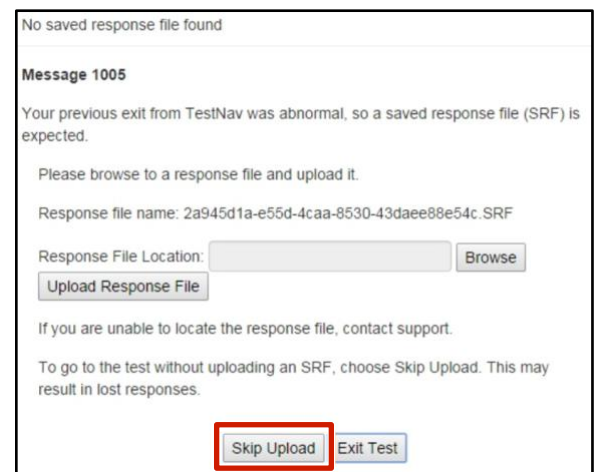 No saved response file found
Message 1005
Your previous exit from TestNav was abnormal, so a saved response file (SRF) is
expected.
Please browse to a response file and upload it.
Response file name: 2a945d1a-e55d-4caa-8530-43daee88e54c.SRF
Response File Location: Browse
Upload Response File
If you are unable to locate the response file, contact support.
To go to the test without uploading an SRF, choose Skip Upload. This may
result in lost responses.
Skip Upload Exit Test